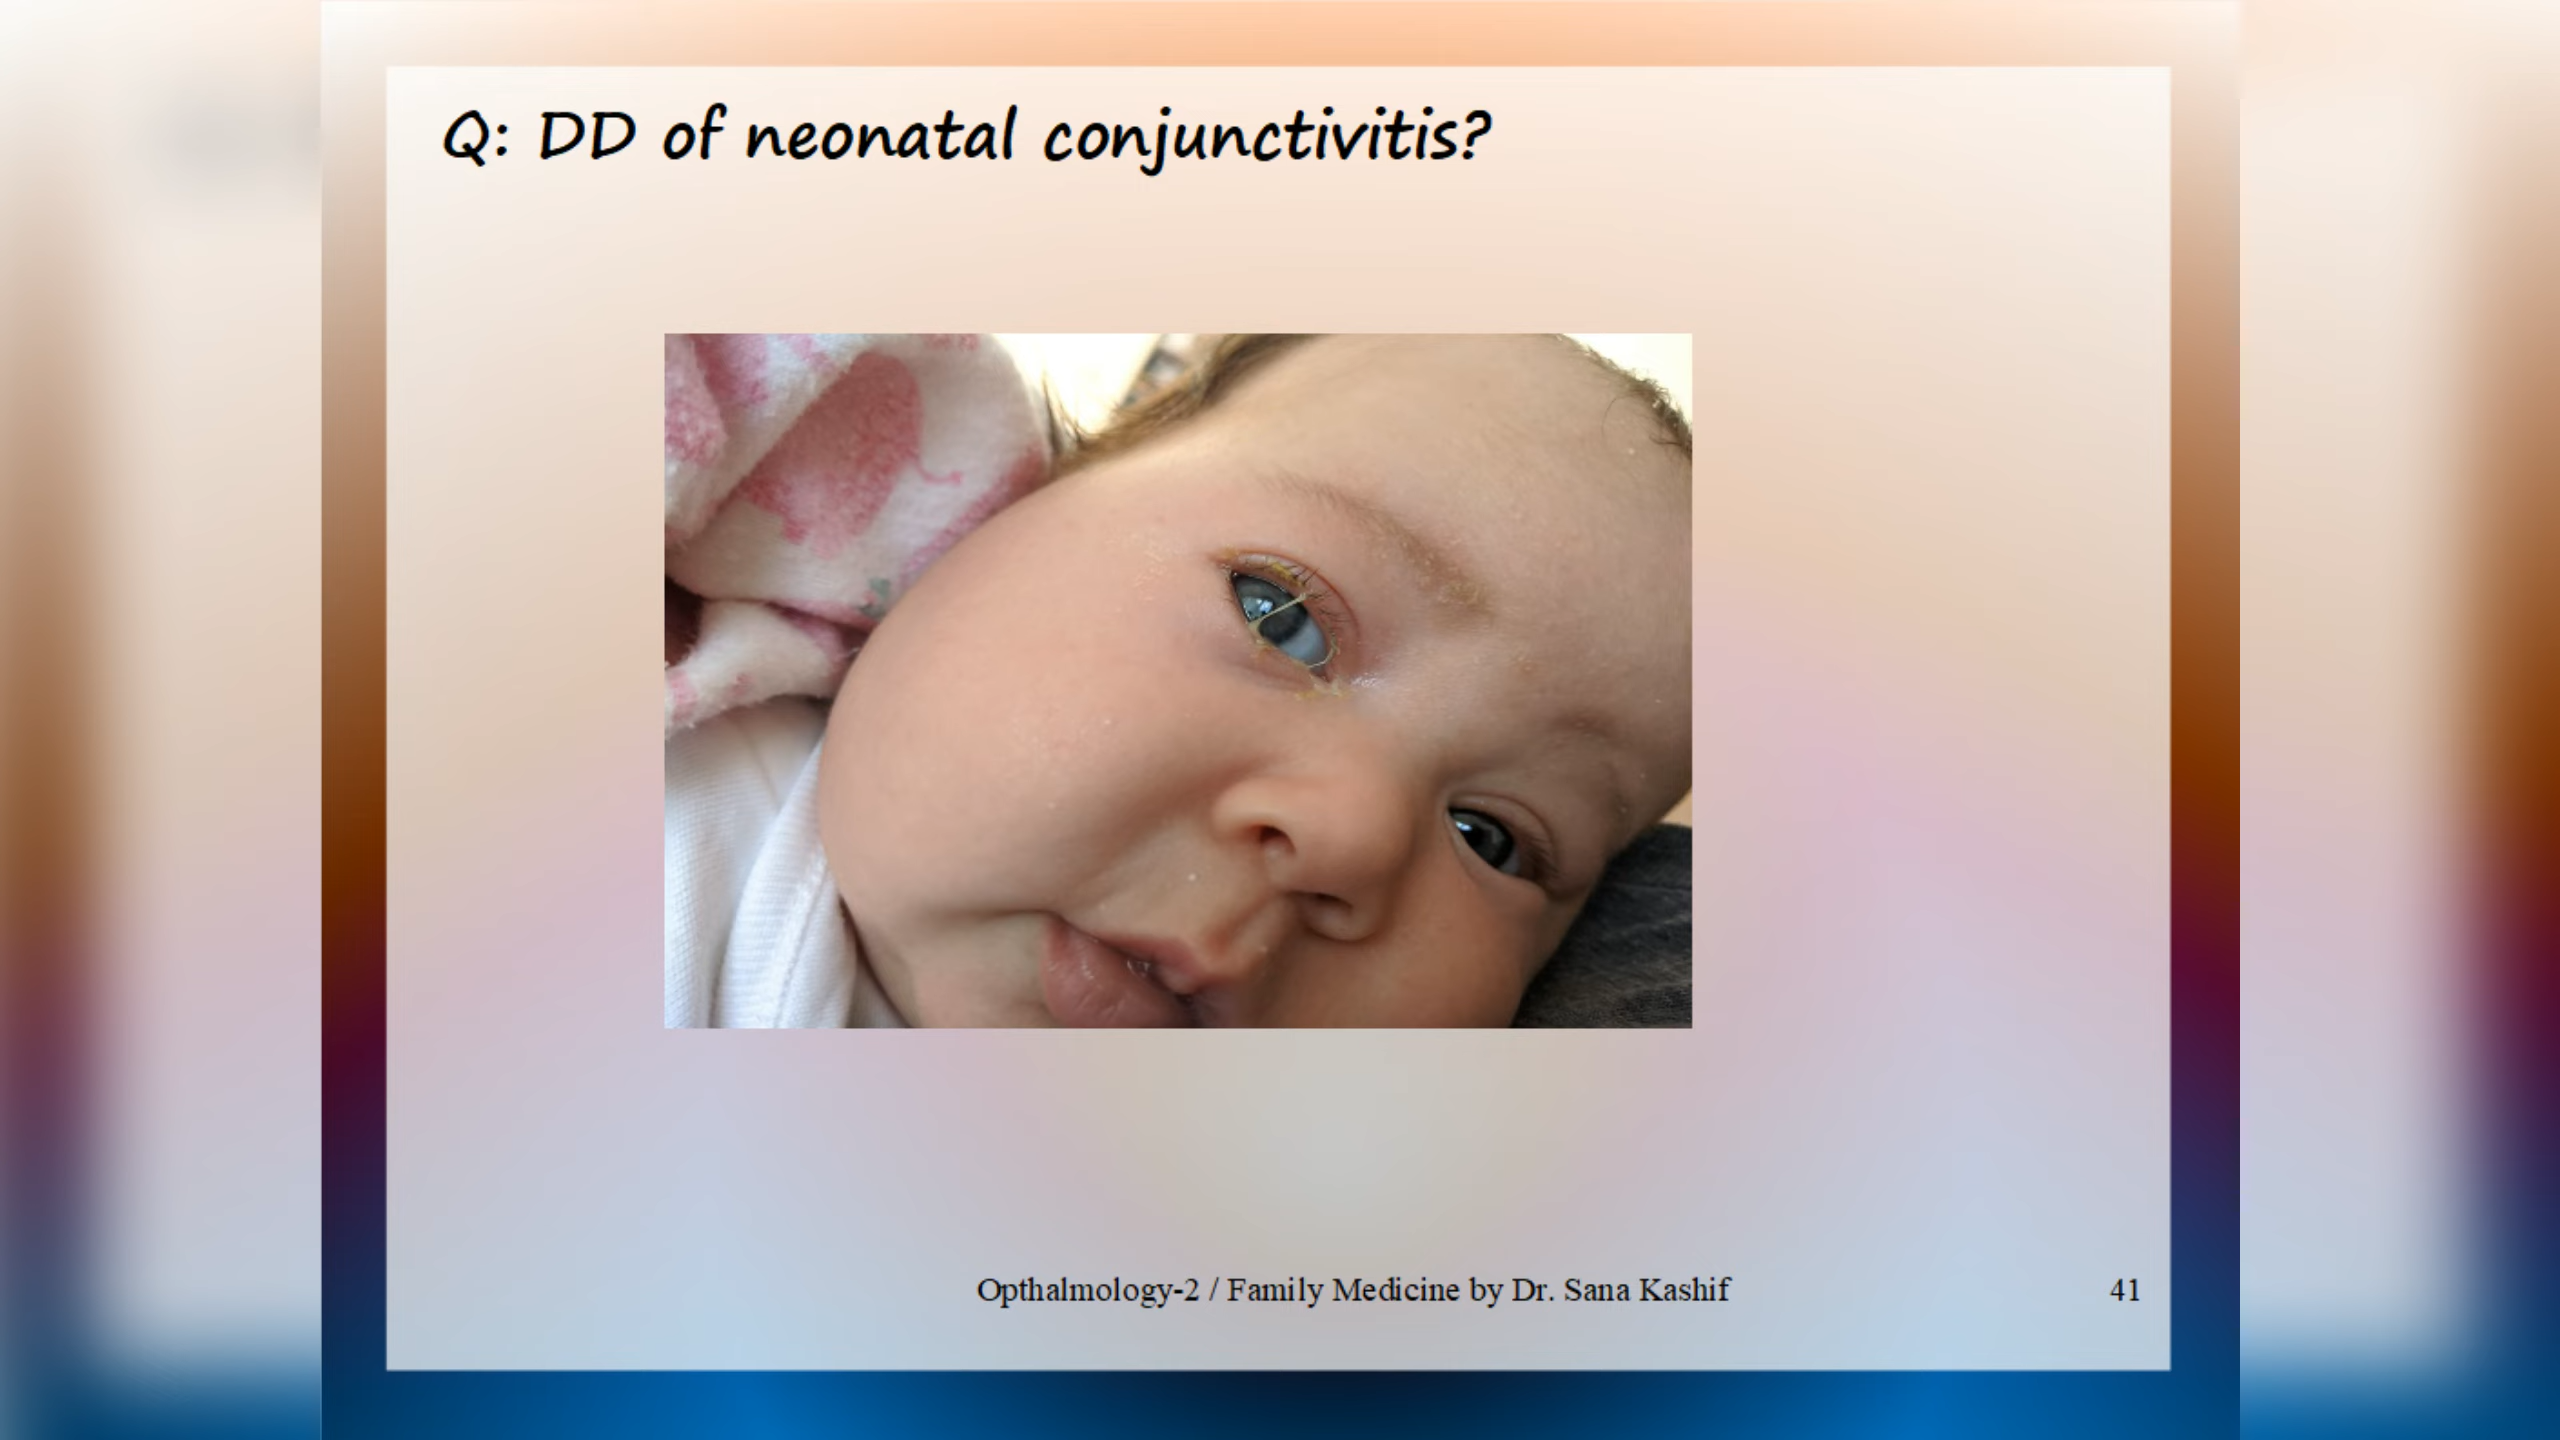 Q: DD of neonatal conjunctivitis?
Opthalmology-2 / Family Medicine by Dr. Sana Kashif
41